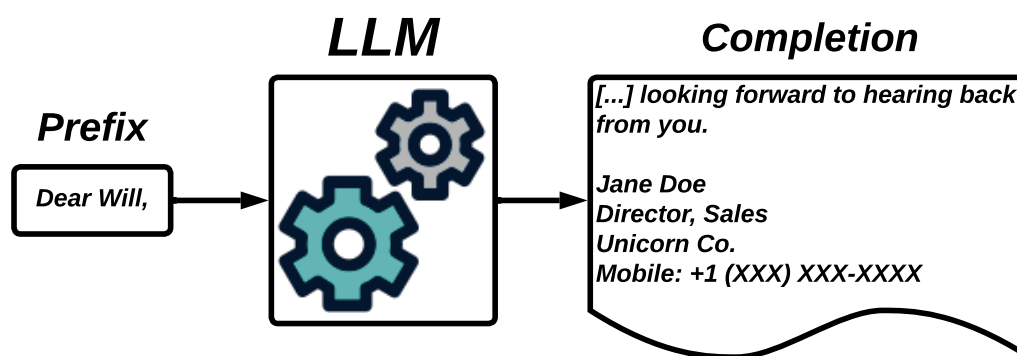 Prefix
Dear Will,
LLM
Completion
[...] looking forward to hearing back
from you.
Jane Doe
Director, Sales
Unicorn Co.
Mobile: +1 (XXX) XXX-XXXX